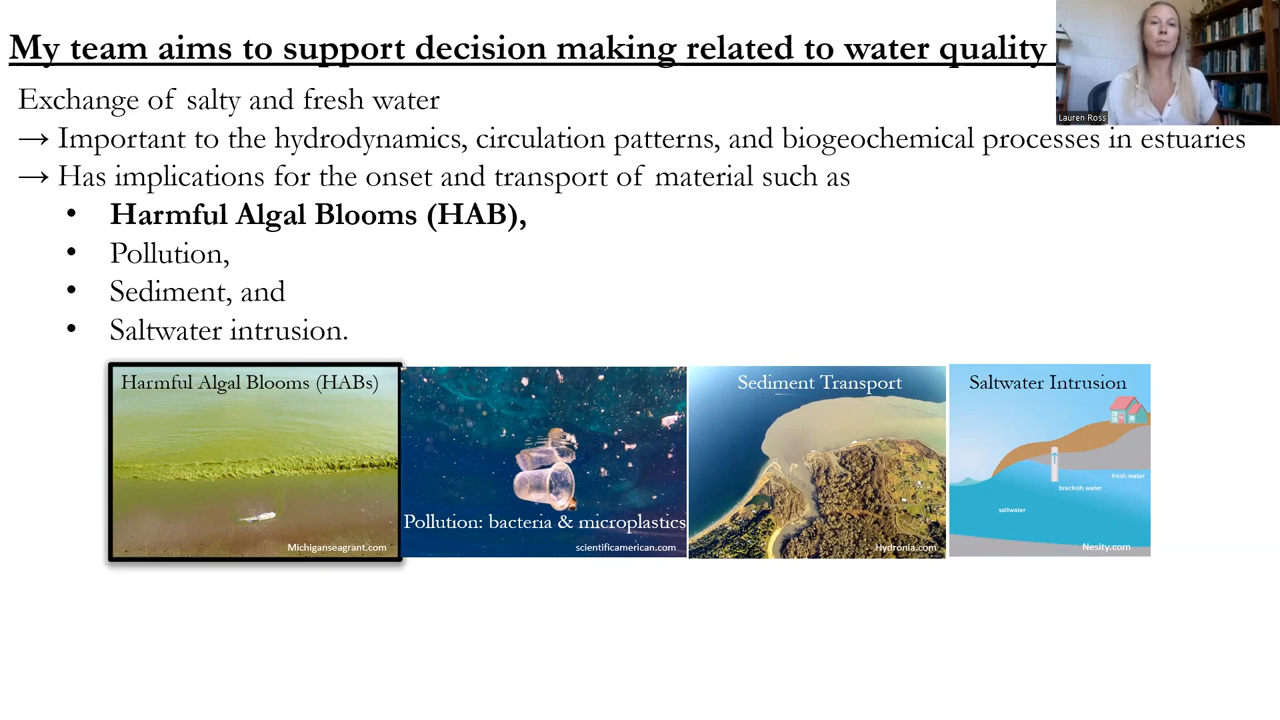 My team aims to support decision making related to water quality
Lauren Ross
Exchange of salty and fresh water
→ Important to the hydrodynamics, circulation patterns, and biogeochemical processes in estuaries
→ Has implications for the onset and transport of material such as
• Harmful Algal Blooms (HAB),
• Pollution,
• Sediment, and
• Saltwater intrusion.
Harmful Algal Blooms (HABs)
Michiganseagrant.com
Pollution: bacteria & microplastics
scientificamerican.com
Sediment Transport
Hydronia.com
Saltwater Intrusion
fresh water
brackish water
saltwater
Nesity.com